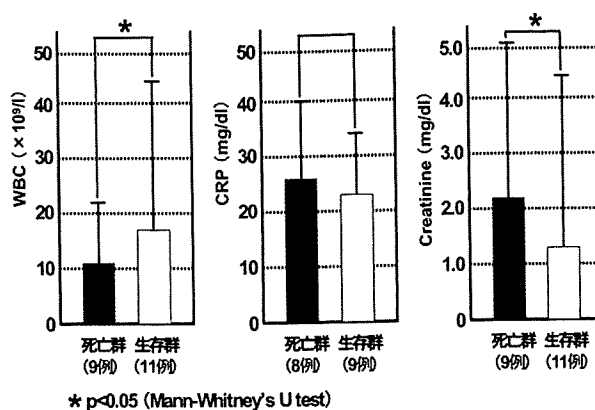 *
WBC (×10⁹/l)
50
40
30
20
10
0
死亡群 生存群
(9例) (11例)
CRP (mg/dl)
50
40
30
20
10
0
死亡群 生存群
(8例) (9例)
*
Creatinine (mg/dl)
5.0
4.0
3.0
2.0
1.0
0
死亡群 生存群
(9例) (11例)
* p<0.05 (Mann-Whitney's U test)